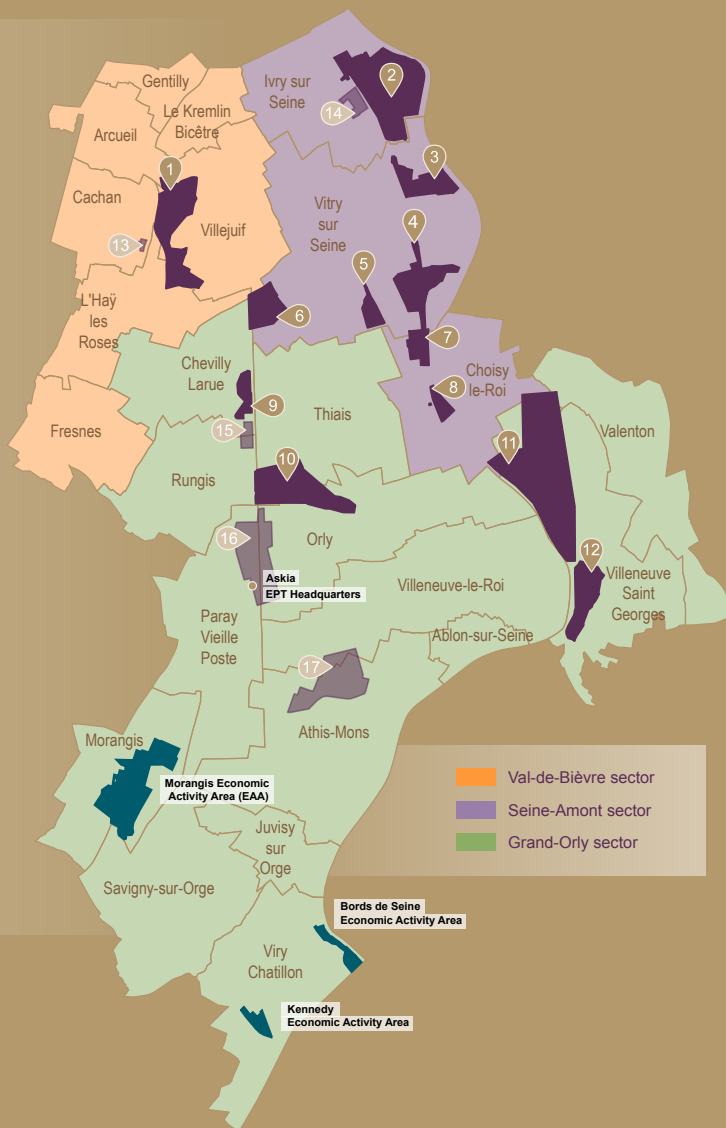 Gentilly
Ivry sur
Seine
2
Le Kremlin
Bicêtre
14
Arcueil
1
3
Cachan
Vitry
sur
Seine
4
Villejuif
13
5
L'Haÿ
les
Roses
6
7
Chevilly
Larue
Choisy
le-Roi
8
9
Thiais
Fresnes
15
Valenton
11
10
Rungis
16
Orly
12
Askia
EPT Headquarters
Villeneuve-le-Roi
Villeneuve
Saint
Georges
Paray
Vieille
Poste
Ablon-sur-Seine
17
Athis-Mons
Morangis
Morangis Economic
Activity Area (EAA)
Val-de-Bièvre sector
Seine-Amont sector
Grand-Orly sector
Juvisy
sur
Orge
Savigny-sur-Orge
Bords de Seine
Economic Activity Area
Viry
Chatillon
Kennedy
Economic Activity Area